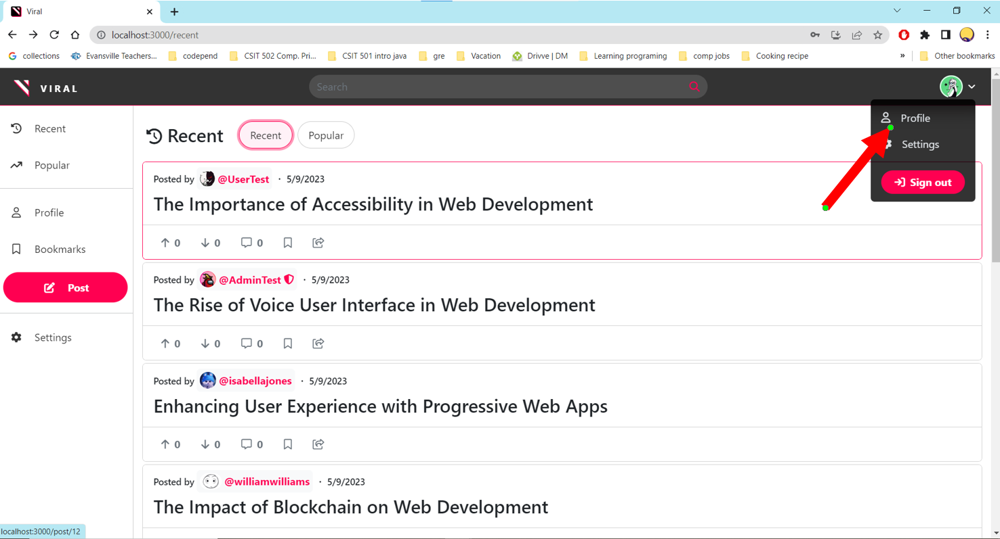 Viral
localhost:3000/recent
collections Evansville Teachers... codepend CSIT 502 Comp. Pri... CSIT 501 intro java gre Vacation Drivve | DM Learning programing comp jobs Cooking recipe » Other bookmarks
VIRAL
Search
Profile
Settings
Sign out
Recent
Popular
Profile
Bookmarks
Post
Settings
Recent Recent Popular
Posted by @UserTest · 5/9/2023
The Importance of Accessibility in Web Development
0 0 0
Posted by @AdminTest · 5/9/2023
The Rise of Voice User Interface in Web Development
0 0 0
Posted by @isabellajones · 5/9/2023
Enhancing User Experience with Progressive Web Apps
0 0 0
Posted by @williamwilliams · 5/9/2023
The Impact of Blockchain on Web Development
localhost:3000/post/12